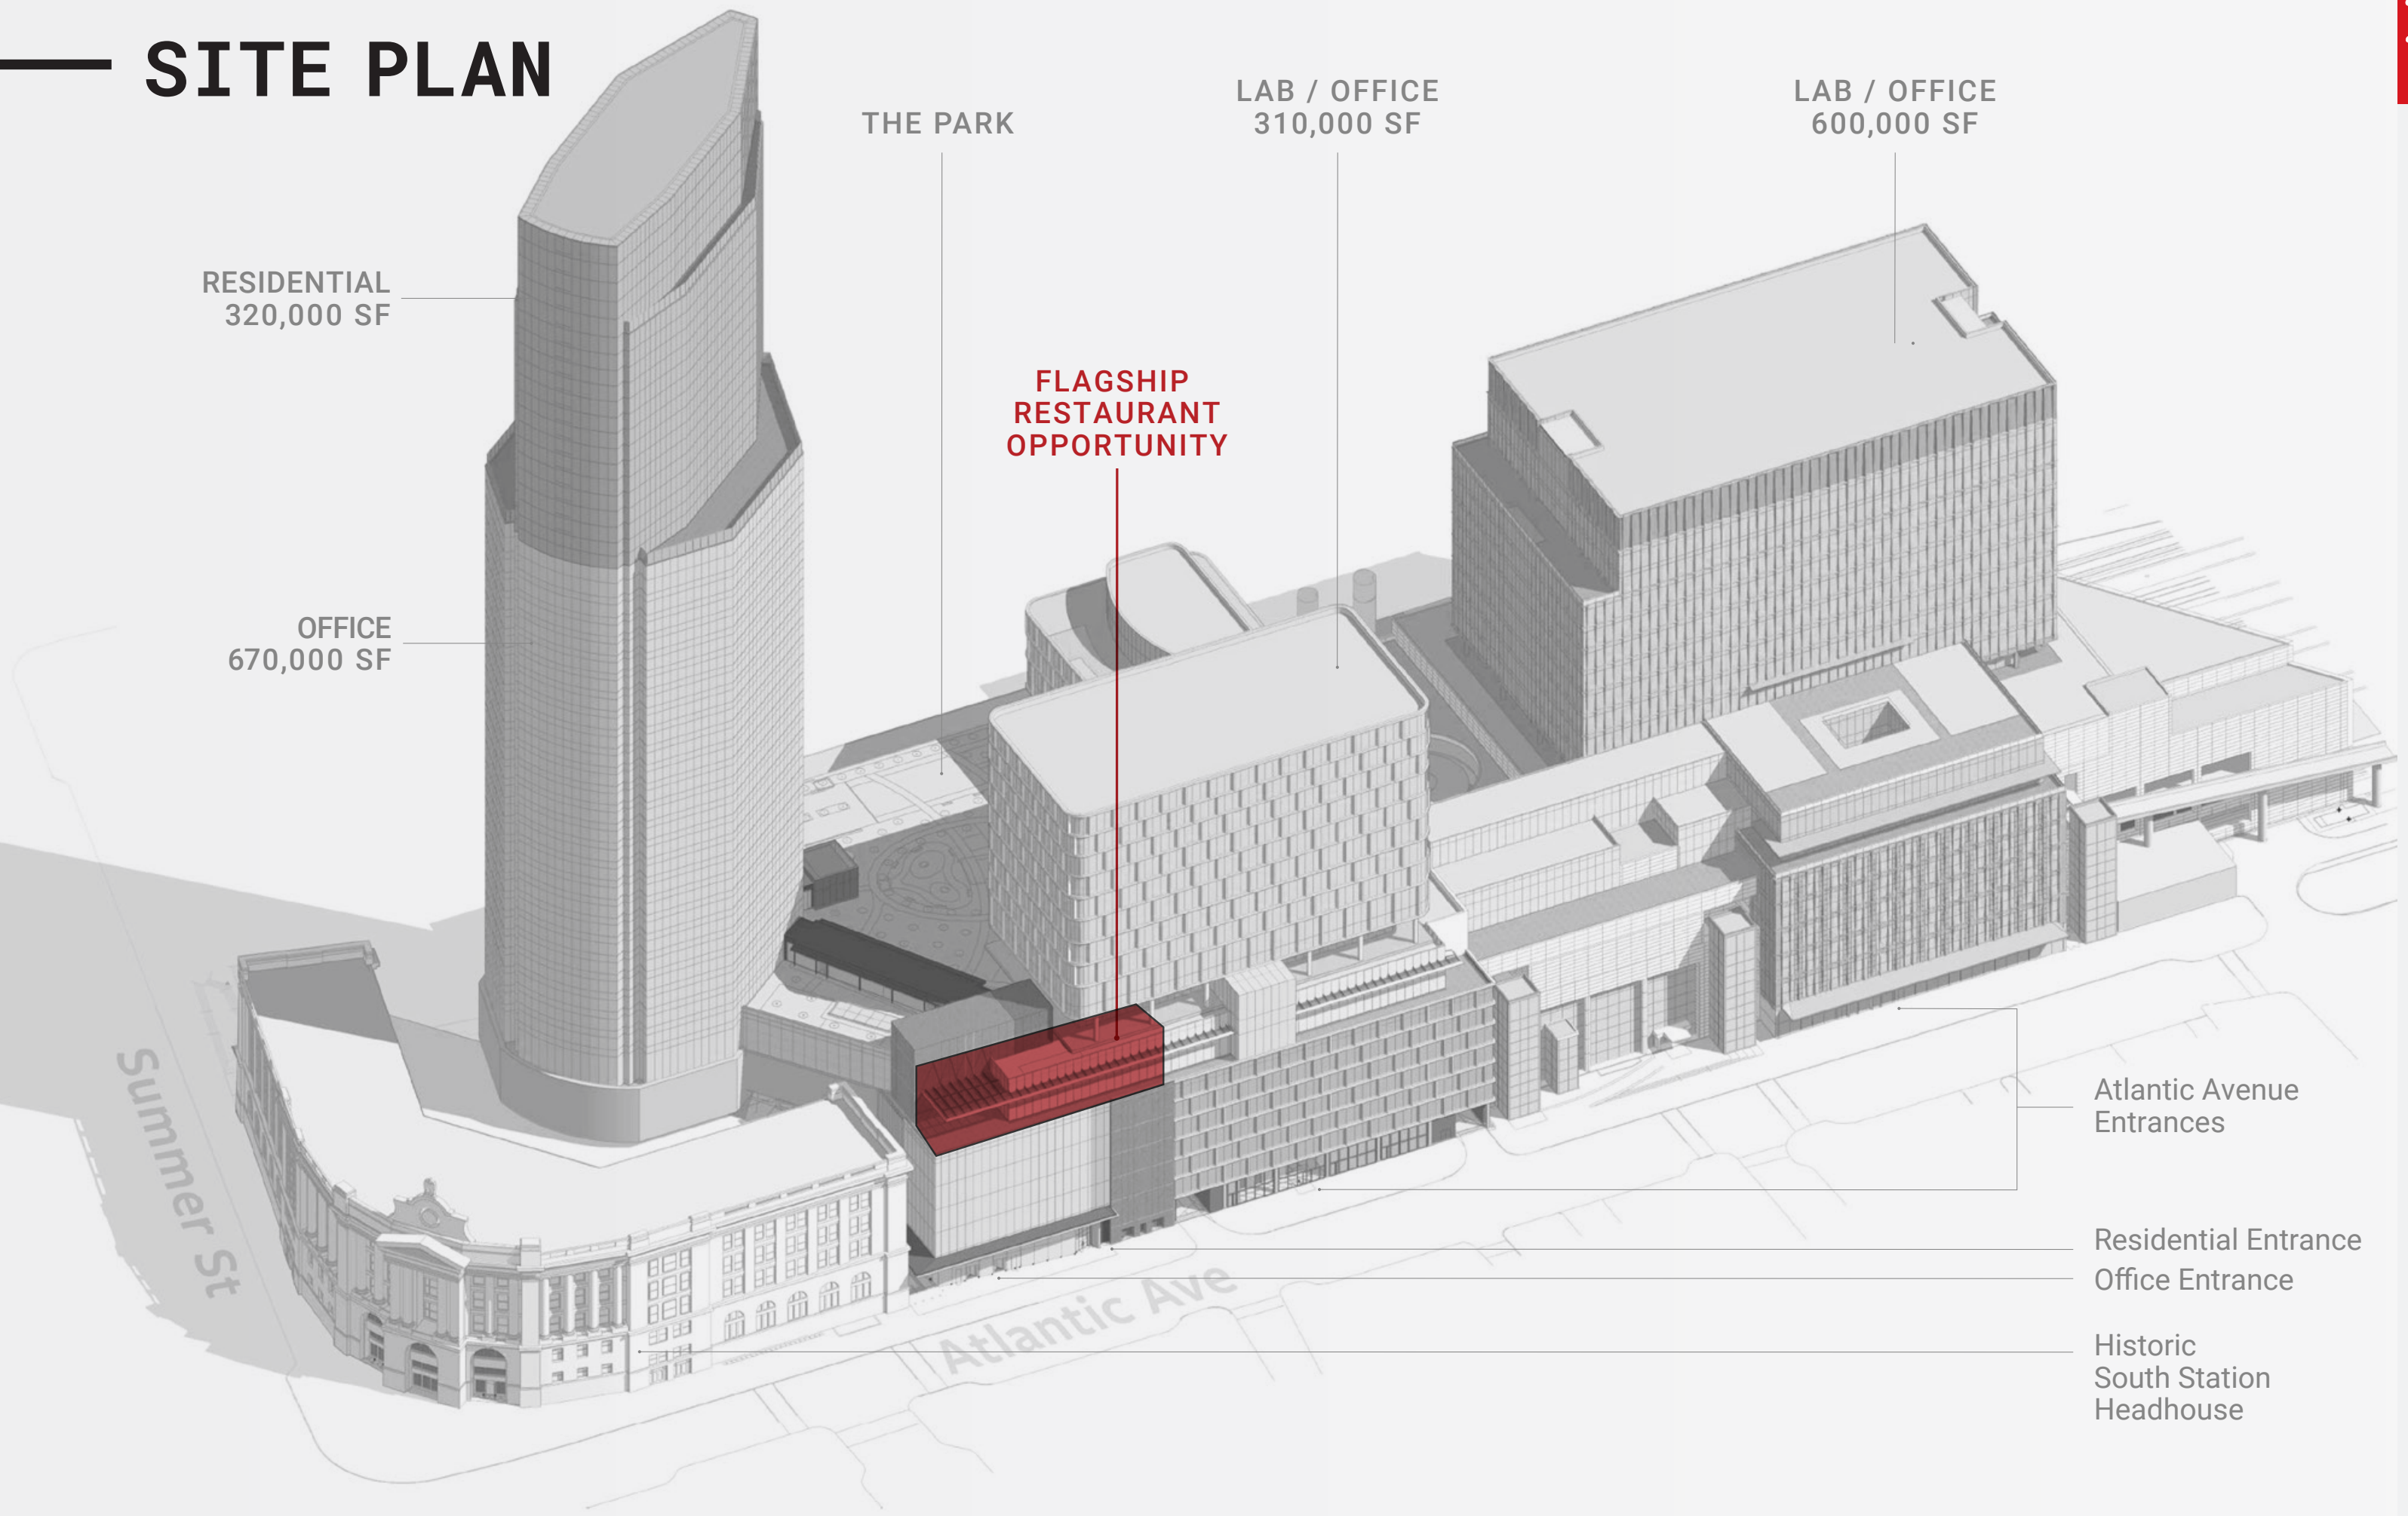 SITE PLAN
THE PARK
LAB / OFFICE
310,000 SF
LAB / OFFICE
600,000 SF
RESIDENTIAL
320,000 SF
FLAGSHIP
RESTAURANT
OPPORTUNITY
OFFICE
670,000 SF
Summer St
Atlantic Ave
Atlantic Avenue
Entrances
Residential Entrance
Office Entrance
Historic
South Station
Headhouse